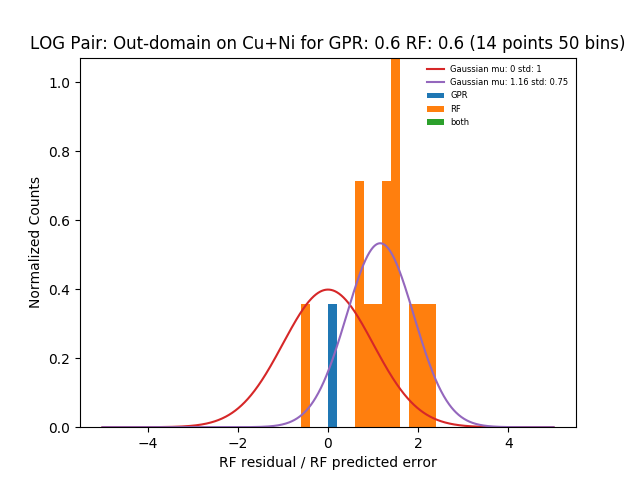 LOG Pair: Out-domain on Cu+Ni for GPR: 0.6 RF: 0.6 (14 points 50 bins)
Gaussian mu: 0 std: 1
Gaussian mu: 1.16 std: 0.75
GPR
RF
both
Normalized Counts
1.0
0.8
0.6
0.4
0.2
0.0
−4 −2 0 2 4
RF residual / RF predicted error